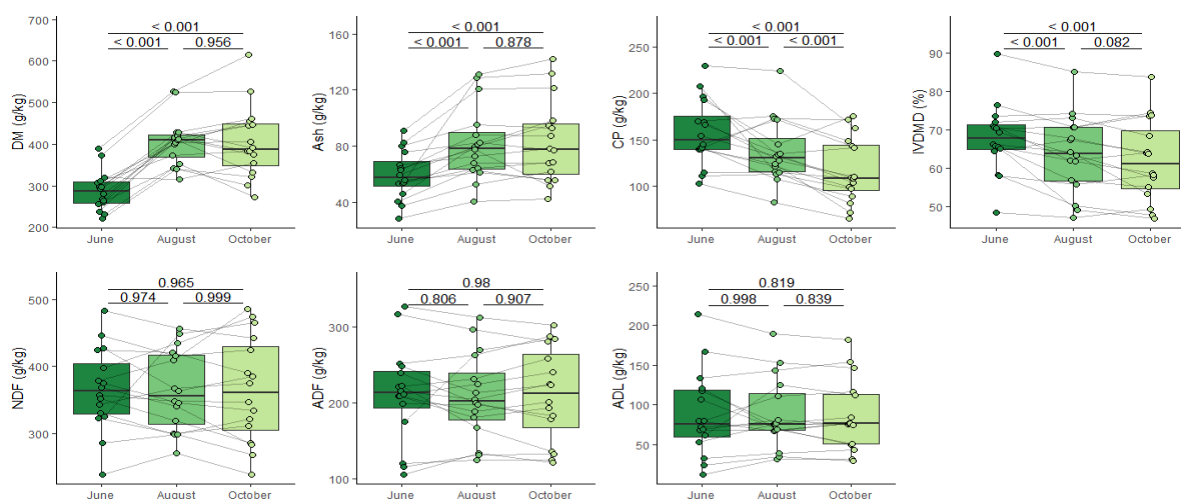 700
600
500
400
300
200
DM (g/kg)
< 0.001
< 0.001
0.956
June
August
October
160
120
80
40
Ash (g/kg)
< 0.001
< 0.001
0.878
June
August
October
250
200
150
100
CP (g/kg)
< 0.001
< 0.001
< 0.001
June
August
October
90
80
70
60
50
IVDMD (%)
< 0.001
< 0.001
0.082
June
August
October
500
400
300
NDF (g/kg)
0.965
0.974
0.999
June
August
October
300
200
100
ADF (g/kg)
0.98
0.806
0.907
June
August
October
250
200
150
100
50
ADL (g/kg)
0.819
0.998
0.839
June
August
October